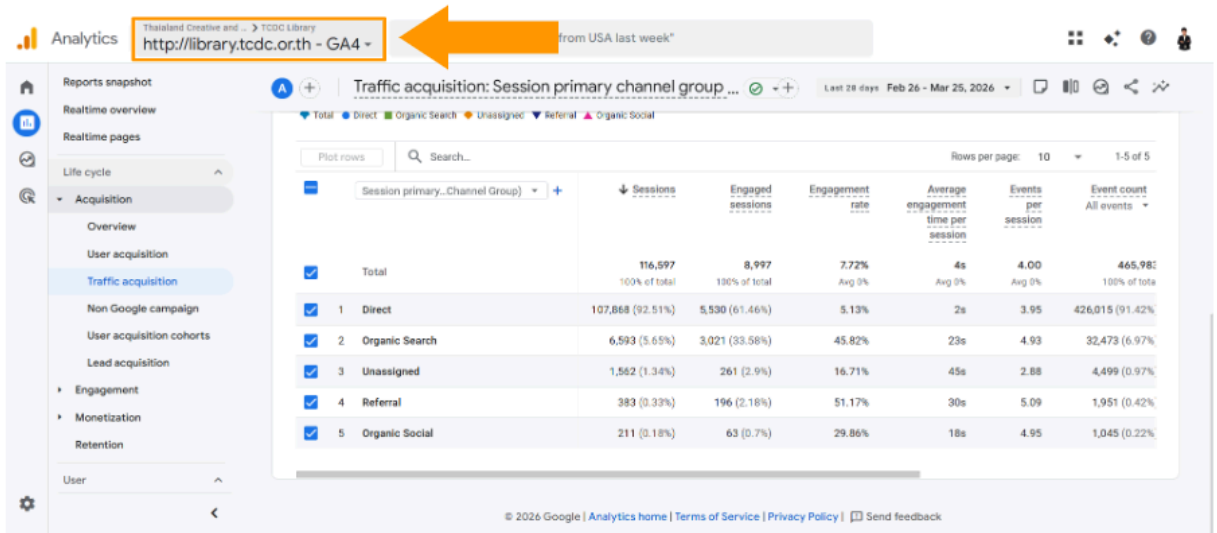 Analytics
Thaialand Creative and ... > TCDC Library
http://library.tcdc.or.th - GA4
from USA last week"
Reports snapshot
Realtime overview
Realtime pages
Life cycle
Acquisition
Overview
User acquisition
Traffic acquisition
Non Google campaign
User acquisition cohorts
Lead acquisition
Engagement
Monetization
Retention
User
A
Traffic acquisition: Session primary channel group ...
Last 28 days Feb 26 - Mar 25, 2026
Total Direct Organic Search Unassigned Referral Organic Social
Plot rows Search... Rows per page: 10 1-5 of 5
Session primary...Channel Group) + Sessions Engaged sessions Engagement rate Average engagement time per session Events per session Event count All events
Total 116,597 8,997 7.72% 4s 4.00 465,983
100% of total 100% of total Avg 0% Avg 0% Avg 0% 100% of tota
1 Direct 107,868 (92.51%) 5,530 (61.46%) 5.13% 2s 3.95 426,015 (91.42%
2 Organic Search 6,593 (5.65%) 3,021 (33.58%) 45.82% 23s 4.93 32,473 (6.97%
3 Unassigned 1,562 (1.34%) 261 (2.9%) 16.71% 45s 2.88 4,499 (0.97%
4 Referral 383 (0.33%) 196 (2.18%) 51.17% 30s 5.09 1,951 (0.42%
5 Organic Social 211 (0.18%) 63 (0.7%) 29.86% 18s 4.95 1,045 (0.22%
© 2026 Google | Analytics home | Terms of Service | Privacy Policy | Send feedback